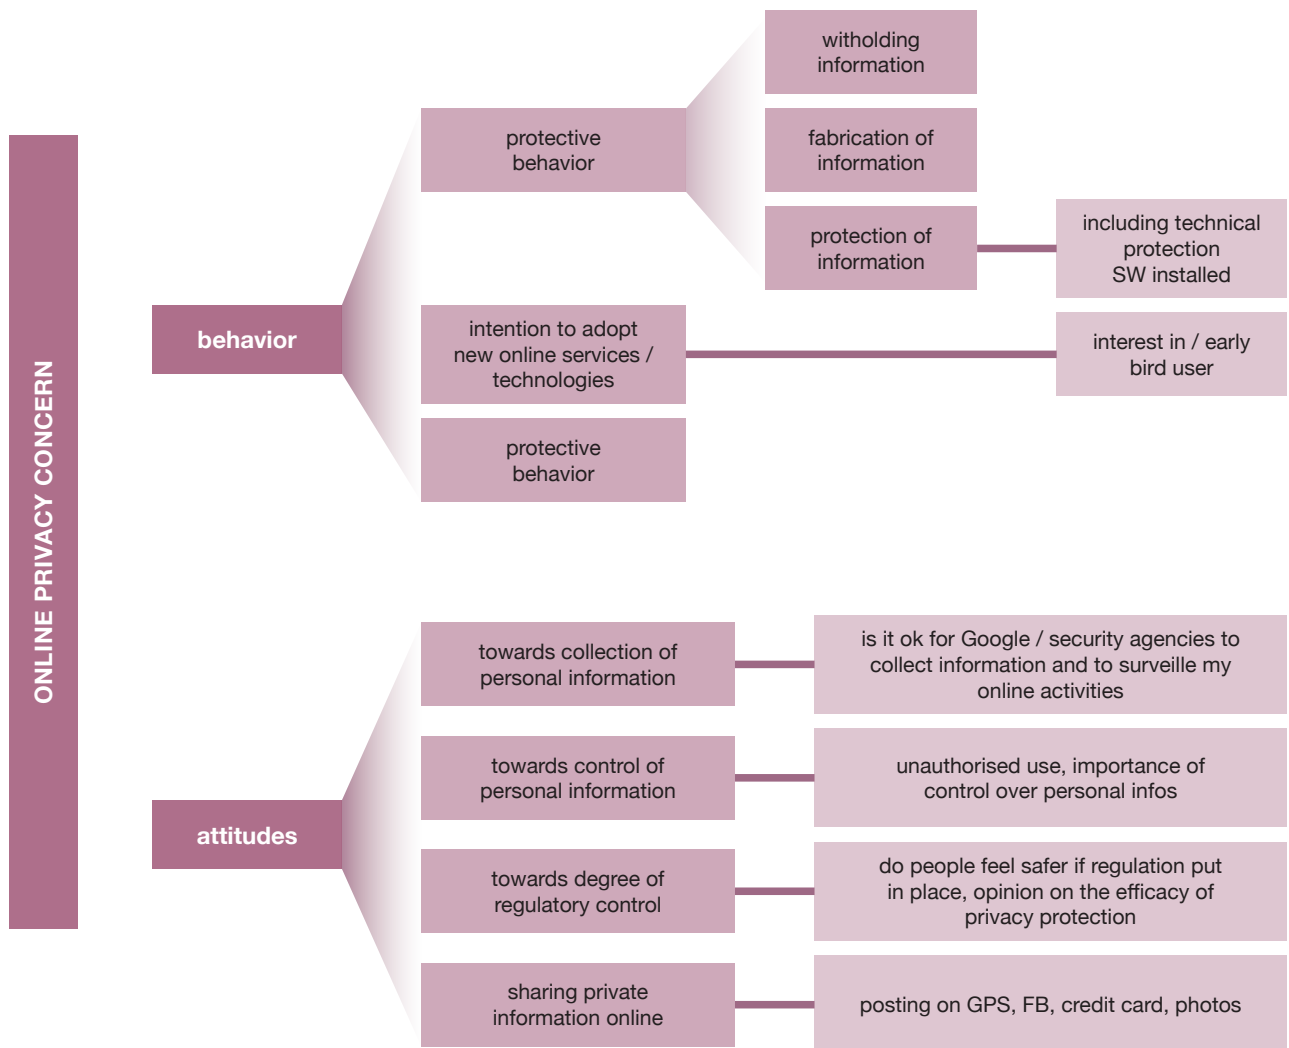 ONLINE PRIVACY CONCERN
behavior
protective
behavior
witholding
information
fabrication of
information
protection of
information
including technical
protection
SW installed
intention to adopt
new online services /
technologies
interest in / early
bird user
protective
behavior
attitudes
towards collection of
personal information
is it ok for Google / security agencies to
collect information and to surveille my
online activities
towards control of
personal information
unauthorised use, importance of
control over personal infos
towards degree of
regulatory control
do people feel safer if regulation put
in place, opinion on the efficacy of
privacy protection
sharing private
information online
posting on GPS, FB, credit card, photos